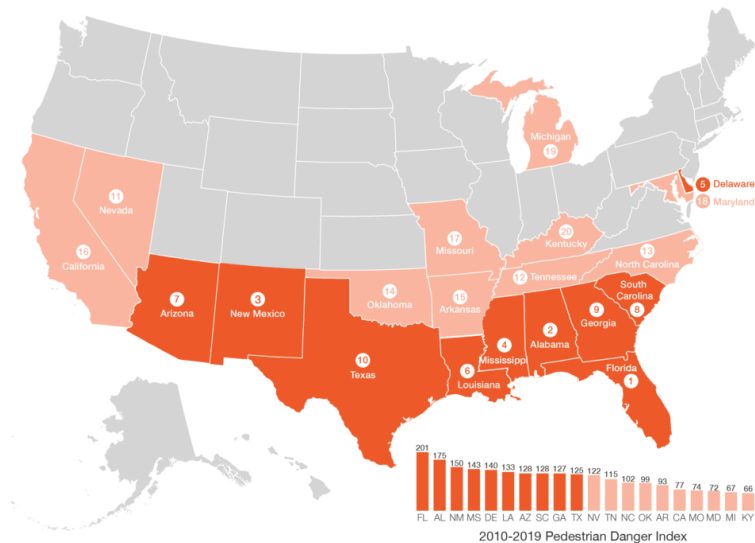 Michigan
19
5 Delaware
18 Maryland
11
Nevada
16
California
17
Missouri
20
Kentucky
13
North Carolina
12 Tennessee
14
Oklahoma
15
Arkansas
South
Carolina
8
7
Arizona
3
New Mexico
9
Georgia
2
Alabama
4
Mississippi
10
Texas
6
Louisiana
Florida
1
201 175 150 143 140 133 128 128 127 125 122 115 102 99 93 77 74 72 67 66
FL AL NM MS DE LA AZ SC GA TX NV TN NC OK AR CA MO MD MI KY
2010-2019 Pedestrian Danger Index